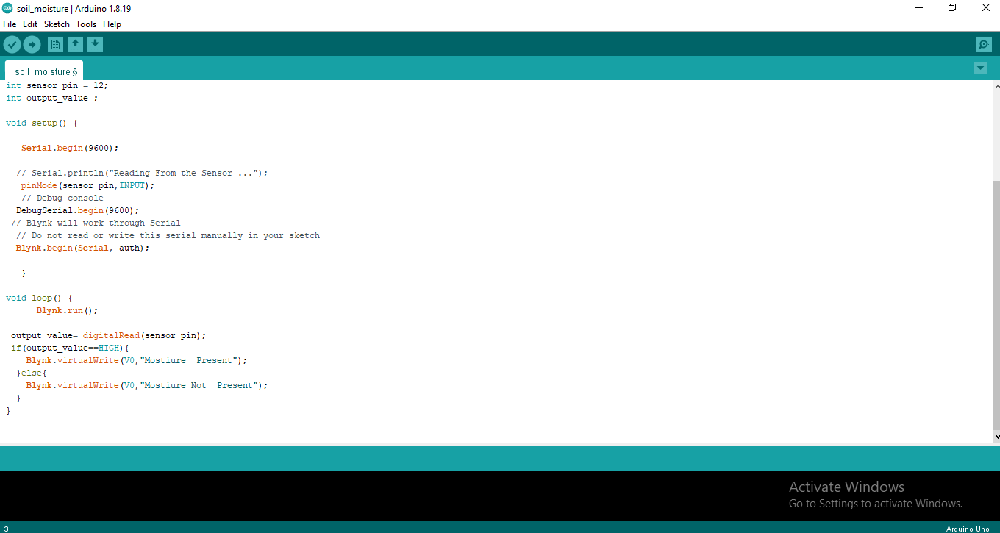 soil_moisture | Arduino 1.8.19
File Edit Sketch Tools Help
soil_moisture §
int sensor_pin = 12;
int output_value ;
void setup() {
Serial.begin(9600);
// Serial.println("Reading From the Sensor ...");
pinMode(sensor_pin,INPUT);
// Debug console
DebugSerial.begin(9600);
// Blynk will work through Serial
// Do not read or write this serial manually in your sketch
Blynk.begin(Serial, auth);
}
void loop() {
Blynk.run();
output_value= digitalRead(sensor_pin);
if(output_value==HIGH){
Blynk.virtualWrite(V0,"Mostiure  Present");
}else{
Blynk.virtualWrite(V0,"Mostiure Not  Present");
}
}
Activate Windows
Go to Settings to activate Windows.
3 Arduino Uno